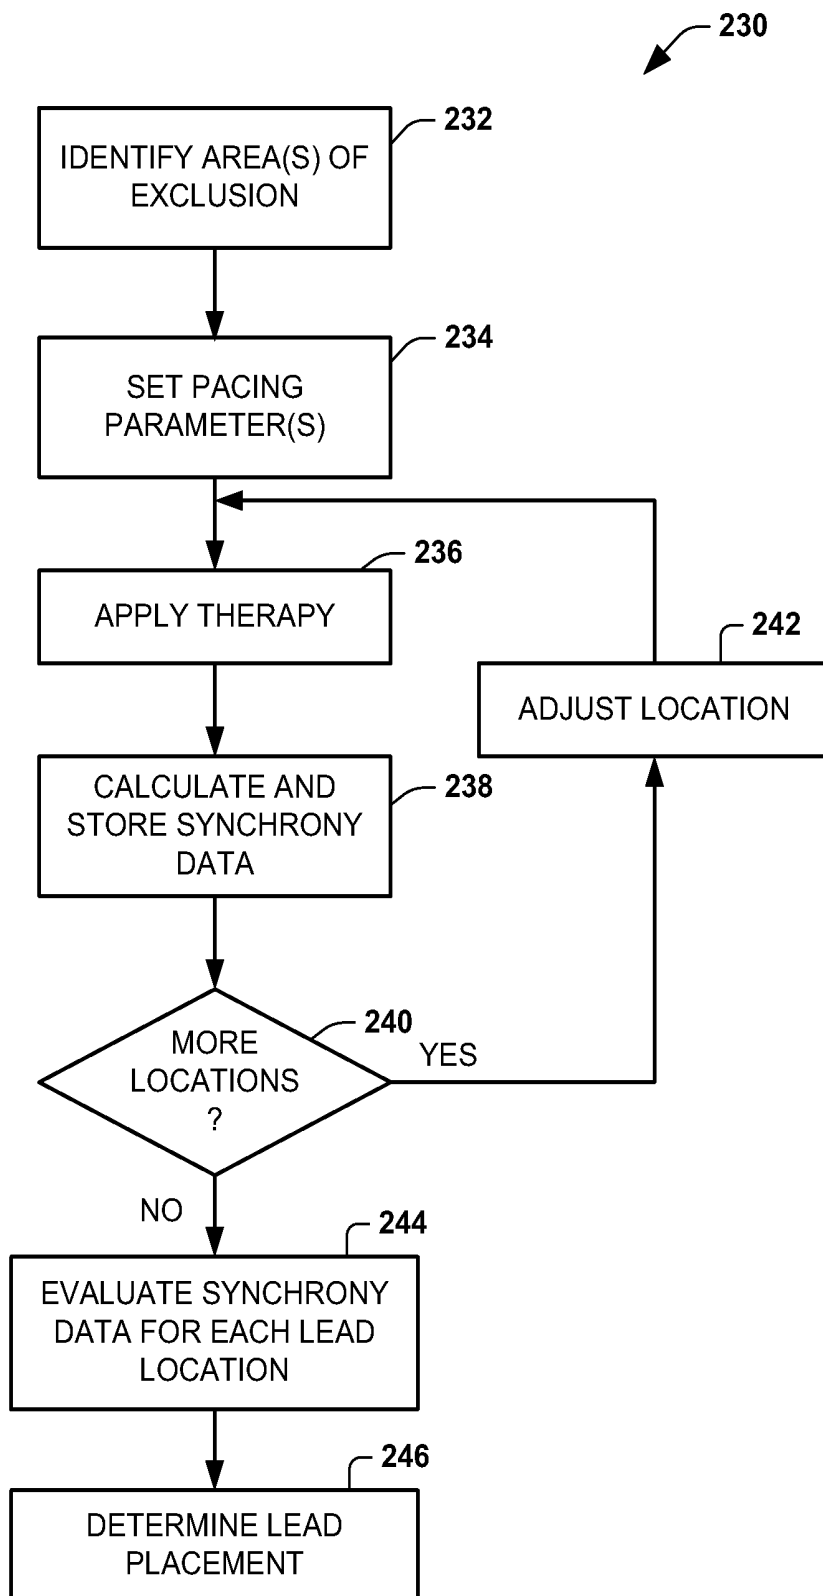 230
232
IDENTIFY AREA(S) OF
EXCLUSION
234
SET PACING
PARAMETER(S)
236
APPLY THERAPY
242
ADJUST LOCATION
238
CALCULATE AND
STORE SYNCHRONY
DATA
240
MORE
LOCATIONS
?
YES
NO
244
EVALUATE SYNCHRONY
DATA FOR EACH LEAD
LOCATION
246
DETERMINE LEAD
PLACEMENT